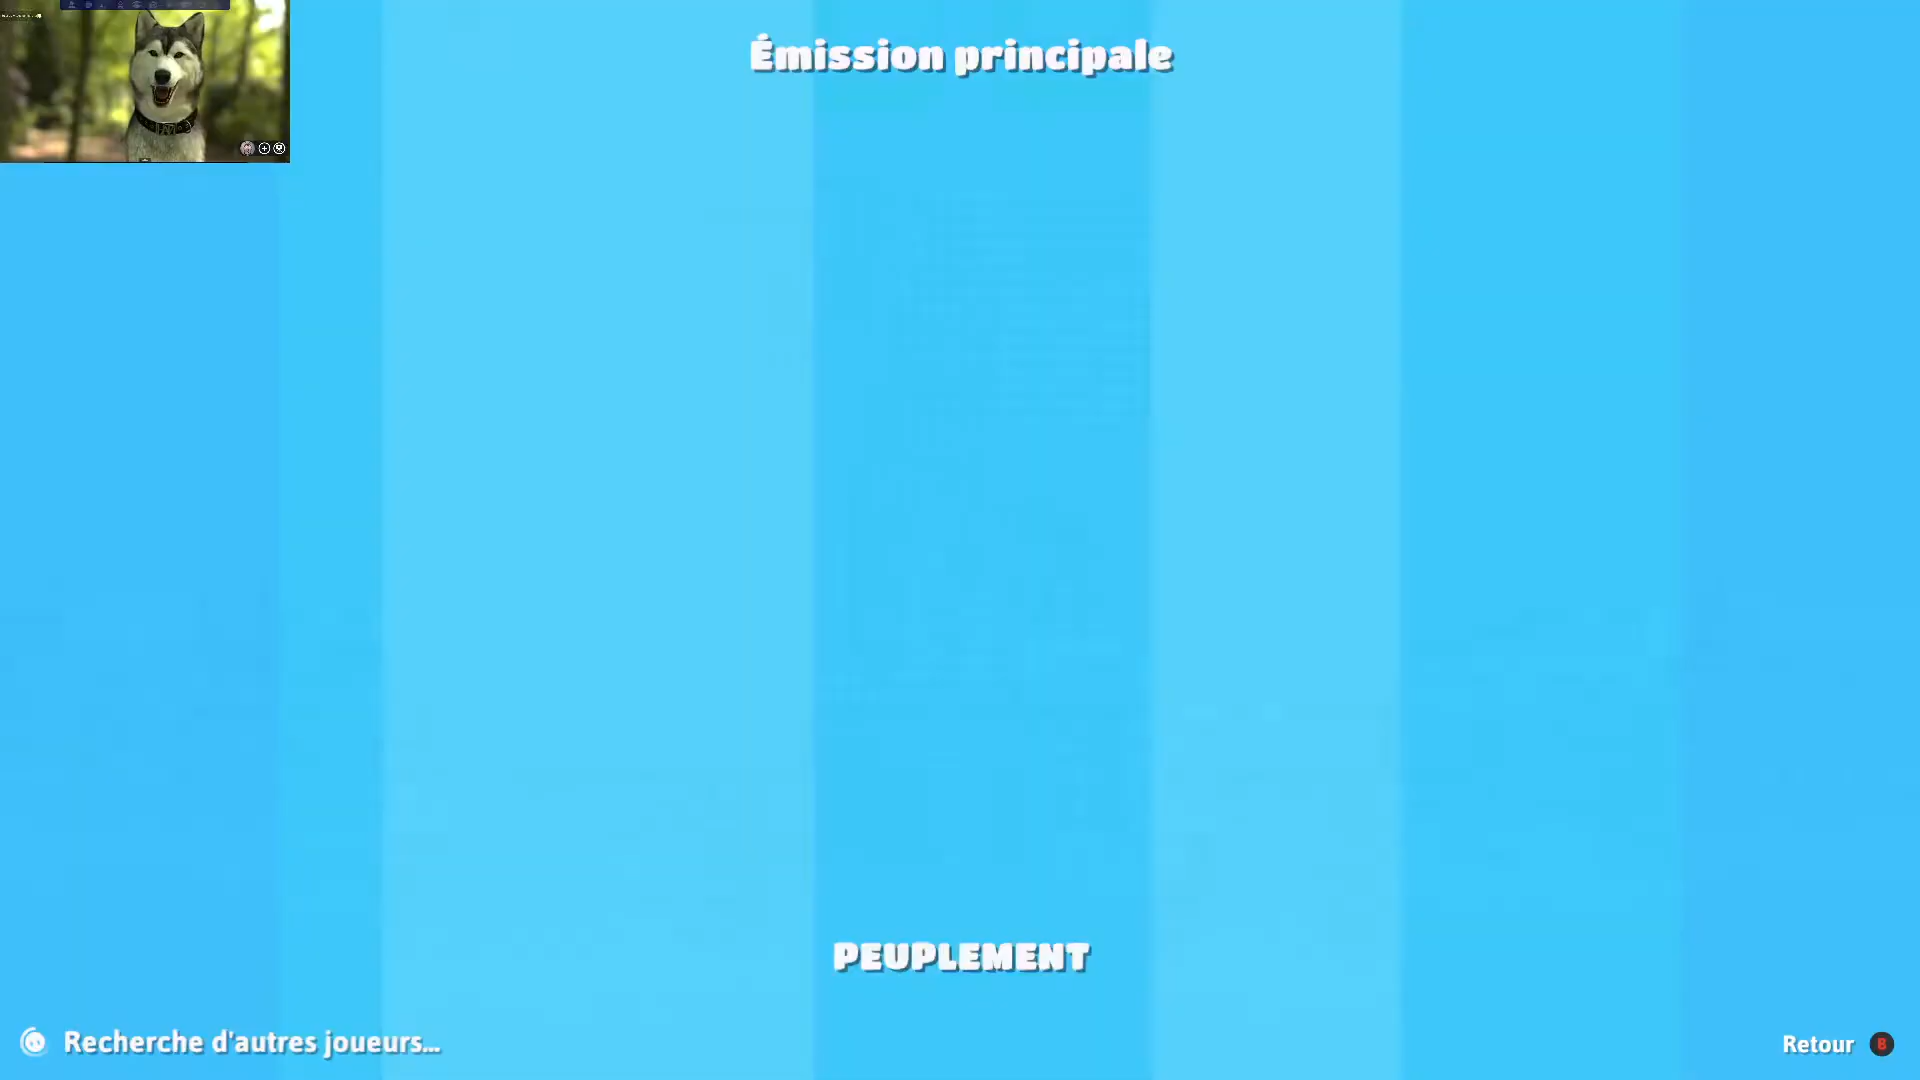 Émission principale
PEUPLEMENT
Recherche d'autres joueurs...
Retour B